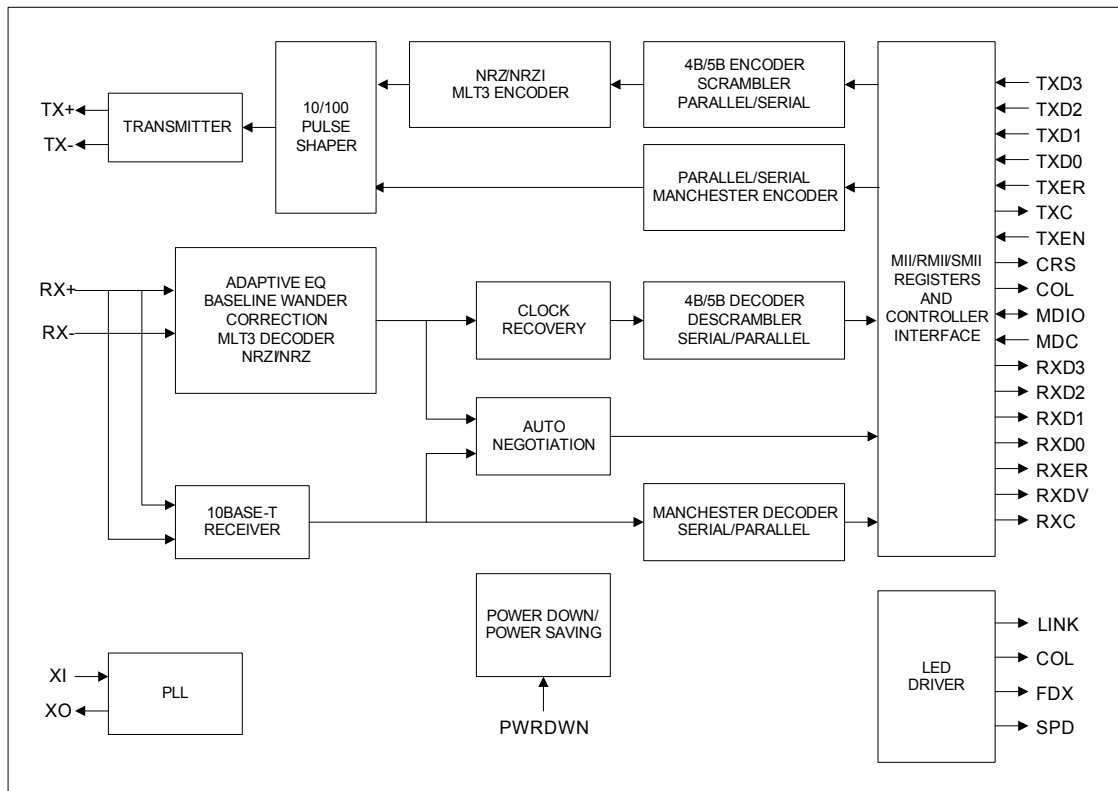 NRZ/NRZI
MLT3 ENCODER
4B/5B ENCODER
SCRAMBLER
PARALLEL/SERIAL
10/100
PULSE
SHAPER
TRANSMITTER
TX+
TX-
PARALLEL/SERIAL
MANCHESTER ENCODER
RX+
RX-
ADAPTIVE EQ
BASELINE WANDER
CORRECTION
MLT3 DECODER
NRZI/NRZ
CLOCK
RECOVERY
4B/5B DECODER
DESCRAMBLER
SERIAL/PARALLEL
AUTO
NEGOTIATION
10BASE-T
RECEIVER
MANCHESTER DECODER
SERIAL/PARALLEL
MII/RMII/SMII
REGISTERS
AND
CONTROLLER
INTERFACE
TXD3
TXD2
TXD1
TXD0
TXER
TXC
TXEN
CRS
COL
MDIO
MDC
RXD3
RXD2
RXD1
RXD0
RXER
RXDV
RXC
POWER DOWN/
POWER SAVING
PWRDWN
XI
XO
PLL
LED
DRIVER
LINK
COL
FDX
SPD